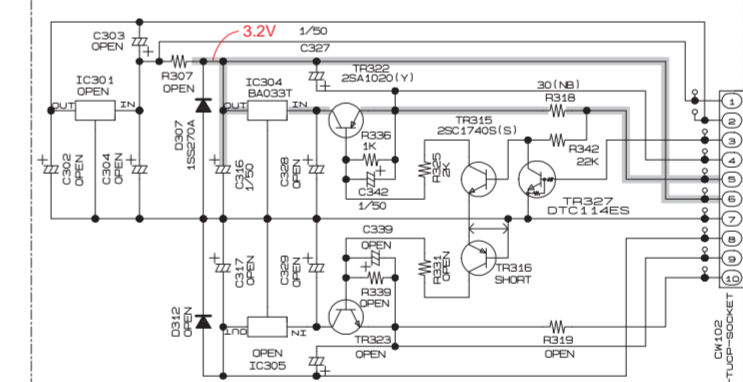 3.2V
1/50
C327
C303
OPEN
R307
OPEN
IC301
OPEN
OUT
IN
IC304
BA033T
OUT
IN
TR322
2SA1020(Y)
30(NB)
R318
TR315
2SC1740S(S)
R336
1K
R342
22K
D307
1SS270A
C302
OPEN
C304
OPEN
C316
1/50
C328
OPEN
C342
1/50
R325
2K
TR327
DTC114ES
C339
OPEN
R331
OPEN
TR316
SHORT
C317
OPEN
C329
OPEN
R339
OPEN
D312
OPEN
OUT
IN
OPEN
IC305
TR323
OPEN
R319
OPEN
1
2
3
4
5
6
7
8
9
10
CW102
-TUCP-SOCKET